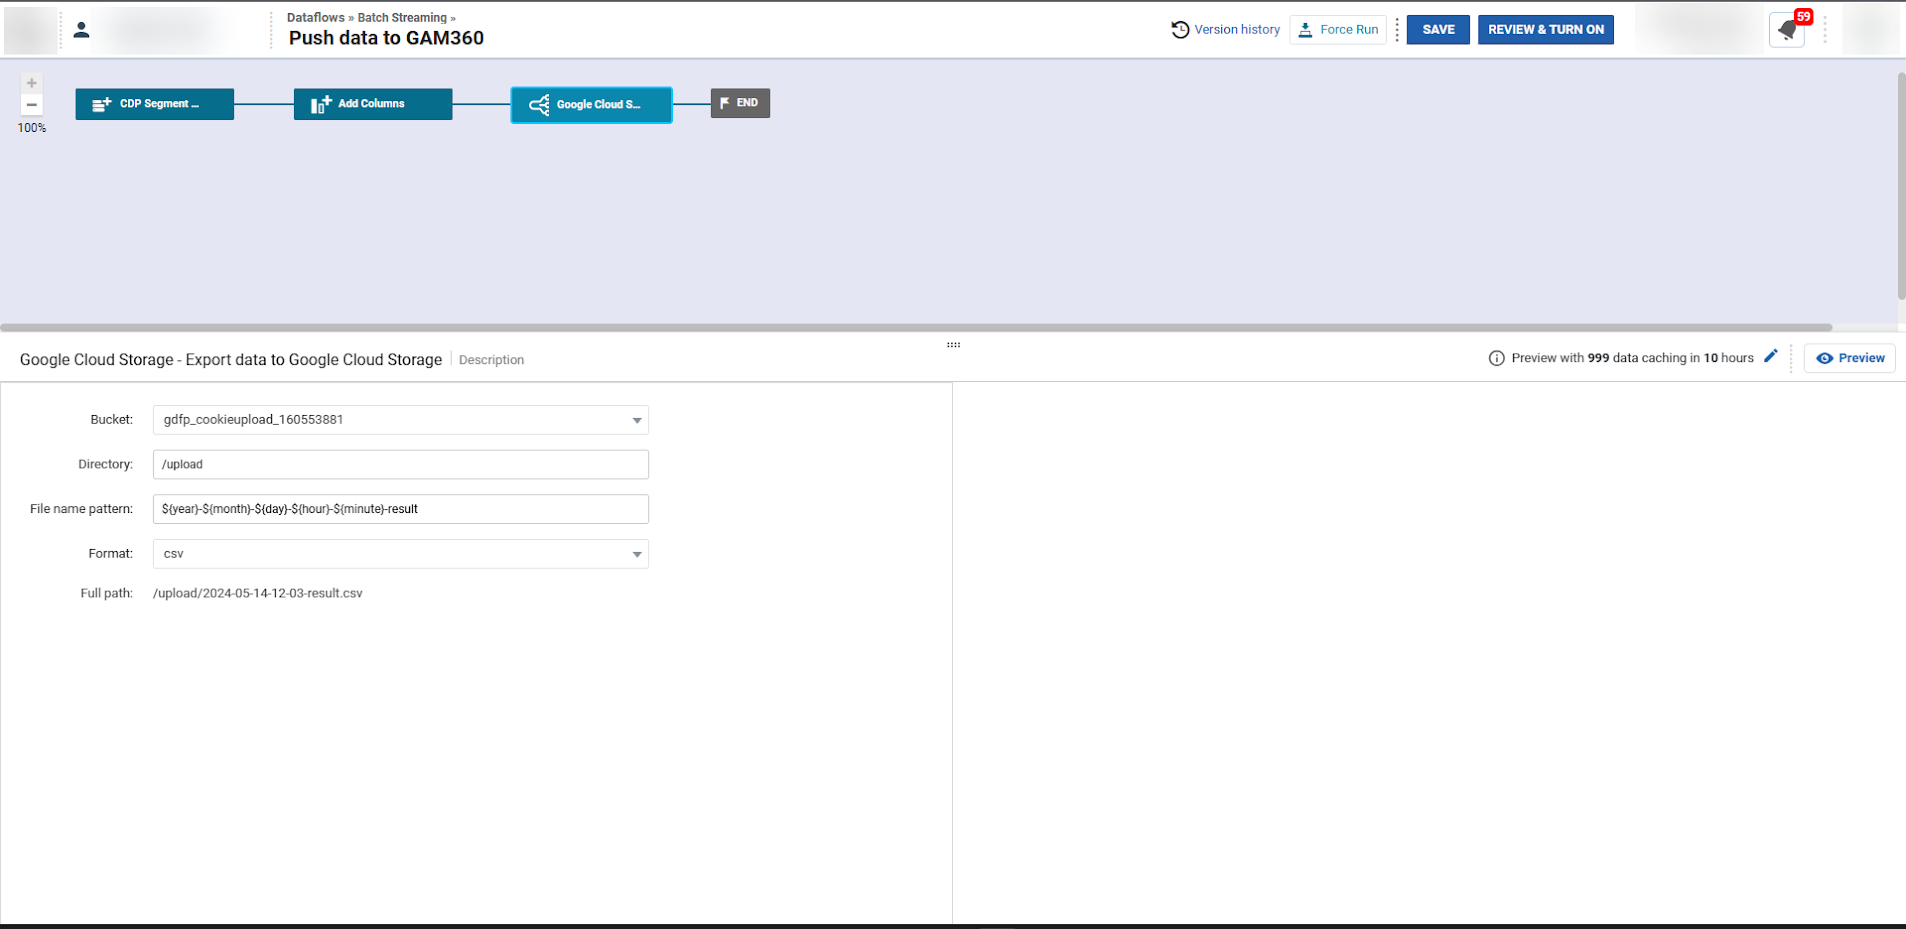 Dataflows » Batch Streaming »
Push data to GAM360
Version history
Force Run
SAVE
REVIEW & TURN ON
59
100%
CDP Segment ...
Add Columns
Google Cloud S...
END
Google Cloud Storage - Export data to Google Cloud Storage
Description
Preview with 999 data caching in 10 hours
Preview
Bucket: gdfp_cookieupload_160553881
Directory: /upload
File name pattern: ${year}-${month}-${day}-${hour}-${minute}-result
Format: csv
Full path: /upload/2024-05-14-12-03-result.csv